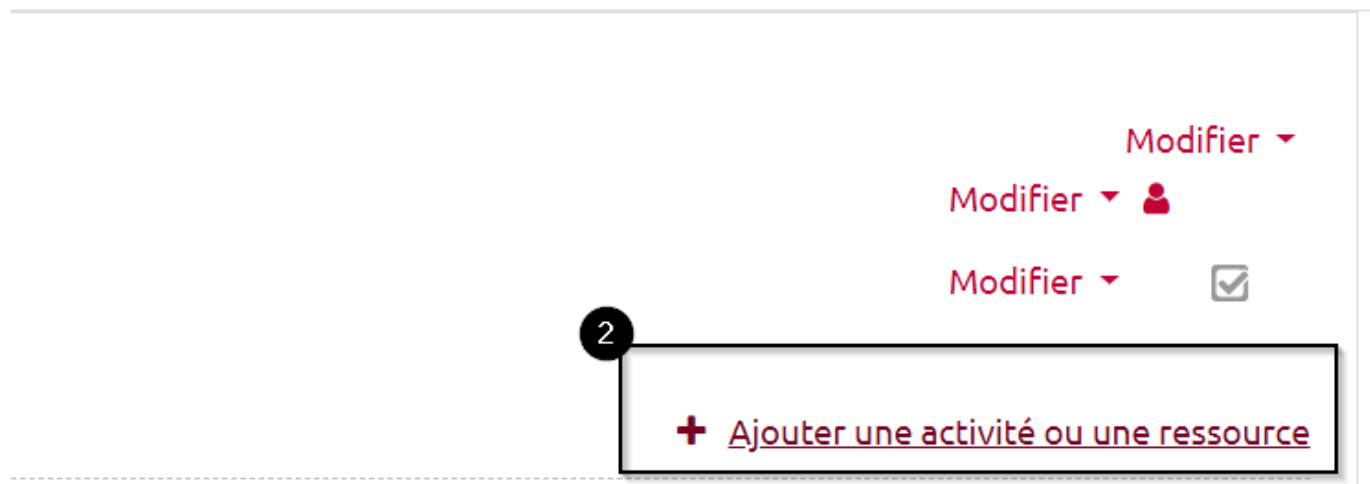 Modifier
Modifier
Modifier
2
Ajouter une activité ou une ressource